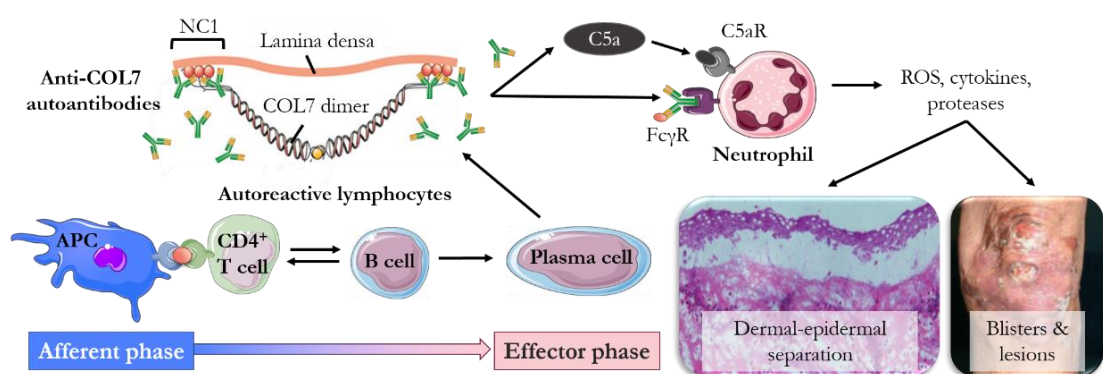 NC1
Lamina densa
Anti-COL7
autoantibodies
COL7 dimer
C5a
C5aR
FcγR
Neutrophil
ROS, cytokines,
proteases
Autoreactive lymphocytes
APC
CD4⁺
T cell
B cell
Plasma cell
Afferent phase
Effector phase
Dermal-epidermal
separation
Blisters &
lesions